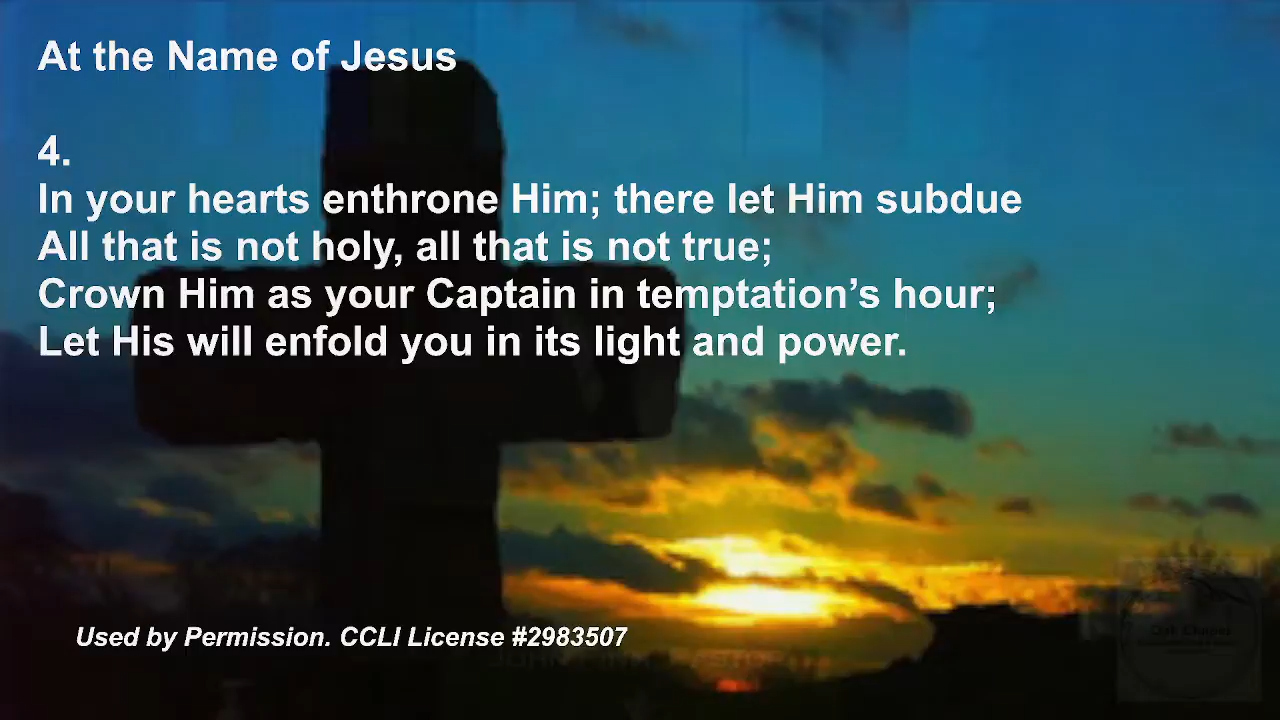 At the Name of Jesus
4.
In your hearts enthrone Him; there let Him subdue
All that is not holy, all that is not true;
Crown Him as your Captain in temptation’s hour;
Let His will enfold you in its light and power.
Used by Permission. CCLI License #2983507